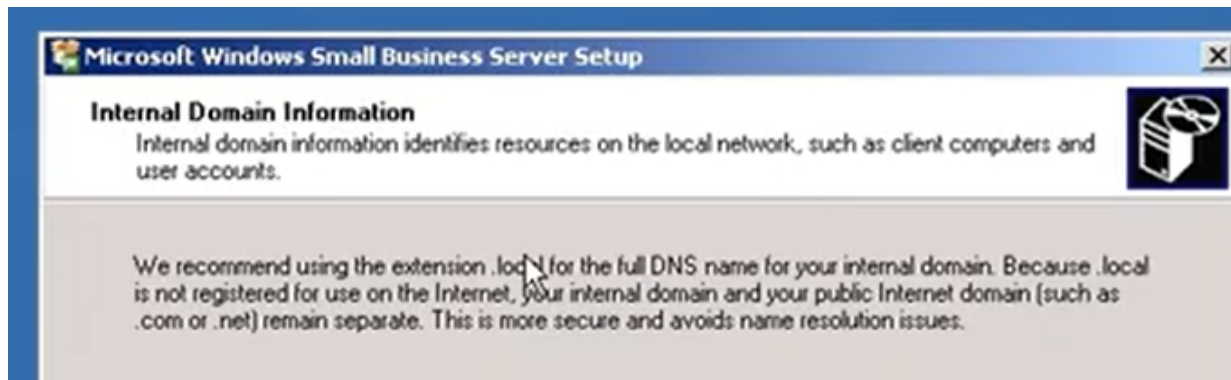 Microsoft Windows Small Business Server Setup
Internal Domain Information
Internal domain information identifies resources on the local network, such as client computers and
user accounts.
We recommend using the extension .local for the full DNS name for your internal domain. Because .local
is not registered for use on the Internet, your internal domain and your public Internet domain (such as
.com or .net) remain separate. This is more secure and avoids name resolution issues.